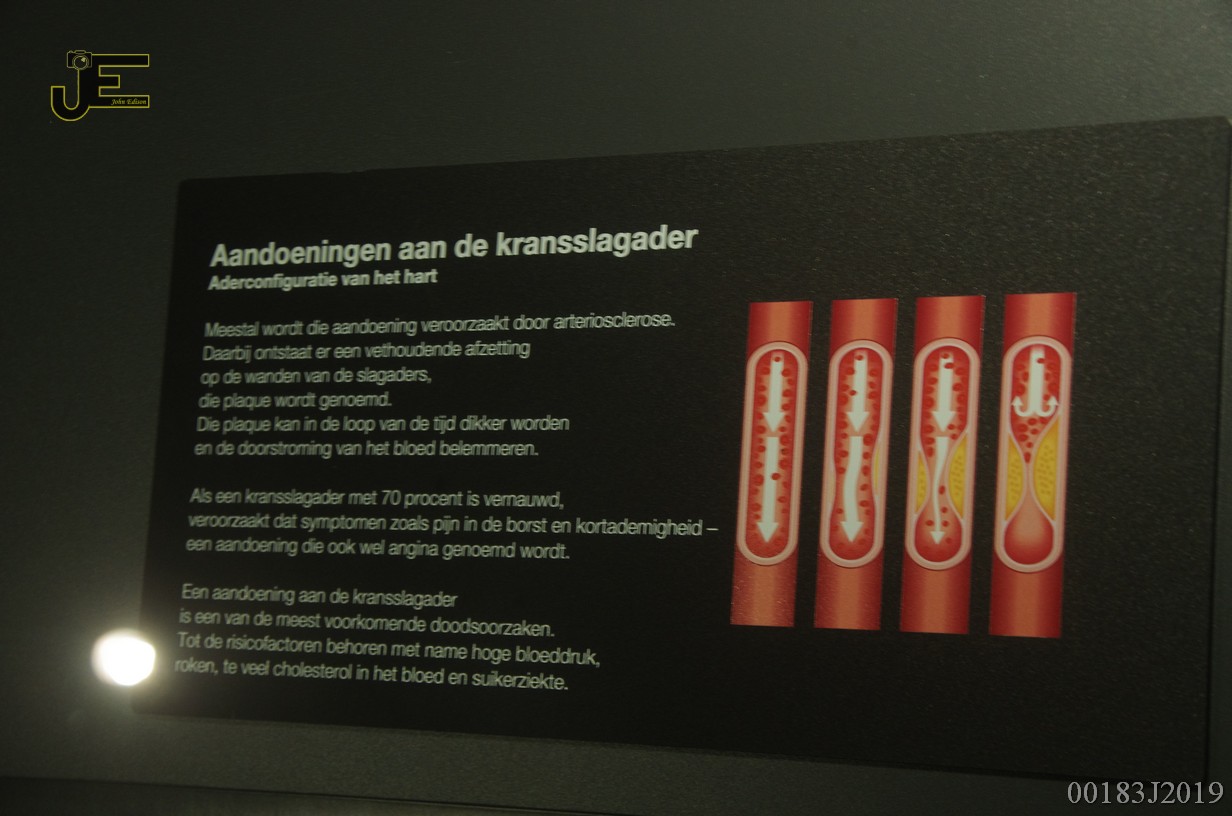 JE
John Edison
Aandoeningen aan de kransslagader
Aderconfiguratie van het hart
Meestal wordt die aandoening veroorzaakt door arteriosclerose.
Daarbij ontstaat er een vethoudende afzetting
op de wanden van de slagaders,
die plaque wordt genoemd.
Die plaque kan in de loop van de tijd dikker worden
en de doorstroming van het bloed belemmeren.
Als een kransslagader met 70 procent is vernauwd,
veroorzaakt dat symptomen zoals pijn in de borst en kortademigheid –
een aandoening die ook wel angina genoemd wordt.
Een aandoening aan de kransslagader
is een van de meest voorkomende doodsoorzaken.
Tot de risicofactoren behoren met name hoge bloeddruk,
roken, te veel cholesterol in het bloed en suikerziekte.
00183J2019